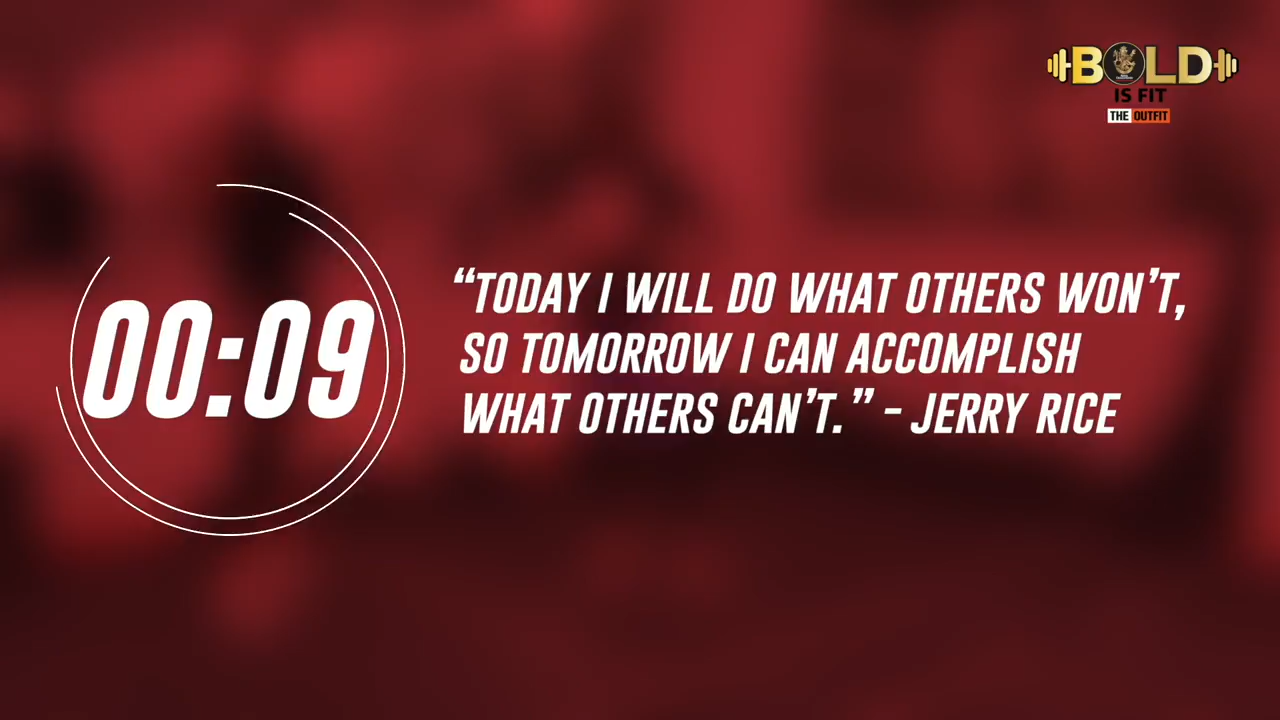 BOLD
IS FIT
THE OUTFIT
00:09
“TODAY I WILL DO WHAT OTHERS WON’T,
SO TOMORROW I CAN ACCOMPLISH
WHAT OTHERS CAN’T.” - JERRY RICE